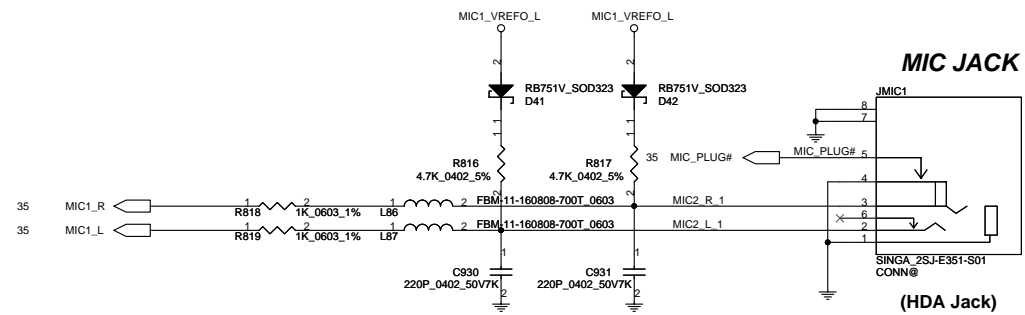 MIC1_VREFO_L MIC1_VREFO_L
MIC JACK
2 2
RB751V_SOD323 RB751V_SOD323 JMIC1
D41 D42
8
7
1 1
1 1
R816 R817 35 MIC_PLUG# MIC_PLUG# 5
4.7K_0402_5% 4.7K_0402_5%
4
2 2
35 MIC1_R 1 2 1 2 FBM-11-160808-700T_0603 MIC2_R_1 3
R818 1K_0603_1% L86
6
35 MIC1_L 1 2 1 2 FBM-11-160808-700T_0603 MIC2_L_1 2
R819 1K_0603_1% L87
1
1 1
SINGA_2SJ-E351-S01
CONN@
C930 C931
220P_0402_50V7K 220P_0402_50V7K
2 2
(HDA Jack)